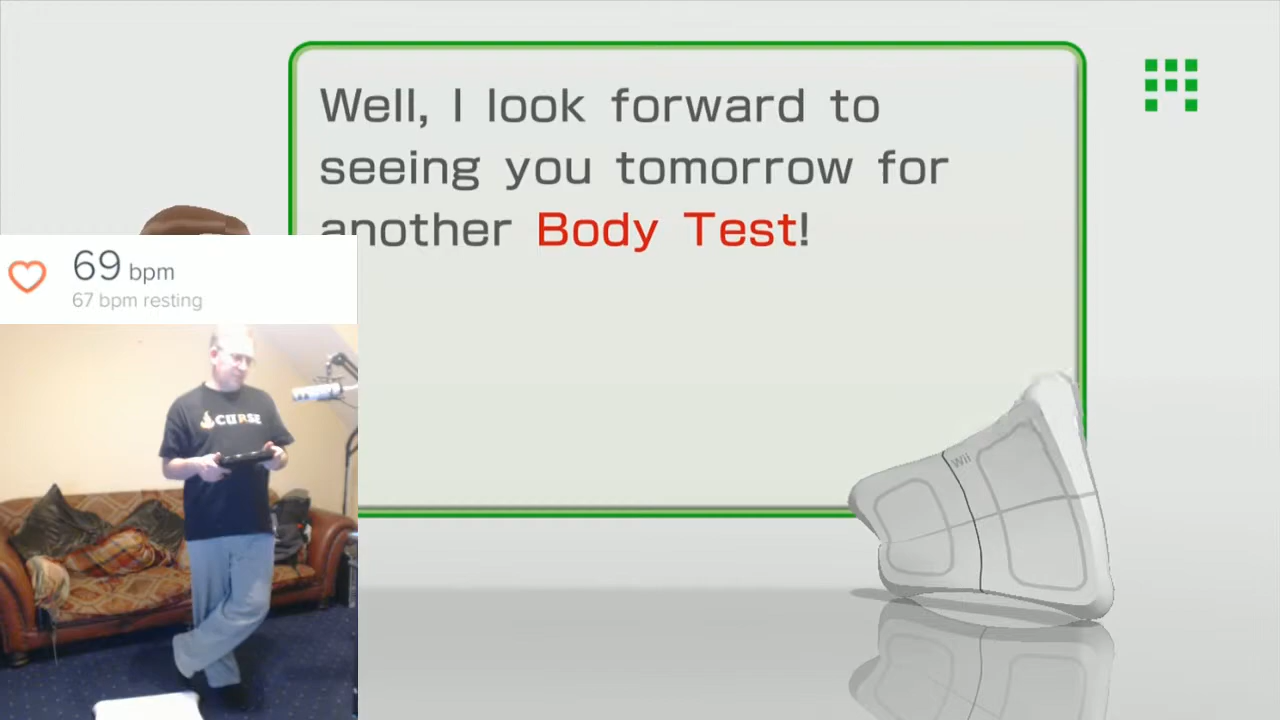 Well, I look forward to
seeing you tomorrow for
another Body Test!
69 bpm
67 bpm resting
CURSE
Wii